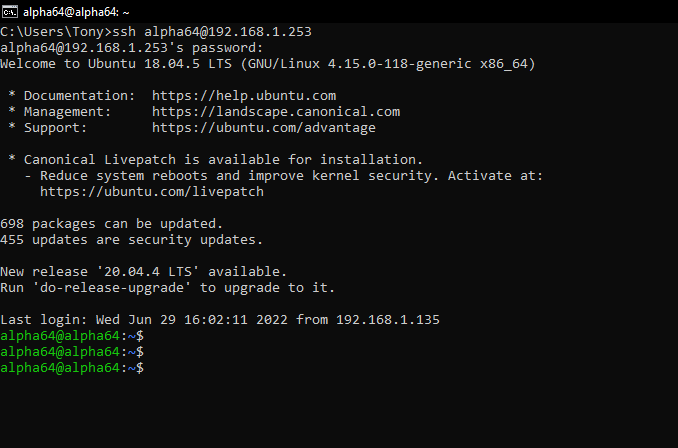 alpha64@alpha64: ~
C:\Users\Tony>ssh alpha64@192.168.1.253
alpha64@192.168.1.253's password:
Welcome to Ubuntu 18.04.5 LTS (GNU/Linux 4.15.0-118-generic x86_64)
* Documentation:  https://help.ubuntu.com
* Management:     https://landscape.canonical.com
* Support:        https://ubuntu.com/advantage
* Canonical Livepatch is available for installation.
- Reduce system reboots and improve kernel security. Activate at:
https://ubuntu.com/livepatch
698 packages can be updated.
455 updates are security updates.
New release '20.04.4 LTS' available.
Run 'do-release-upgrade' to upgrade to it.
Last login: Wed Jun 29 16:02:11 2022 from 192.168.1.135
alpha64@alpha64:~$
alpha64@alpha64:~$
alpha64@alpha64:~$